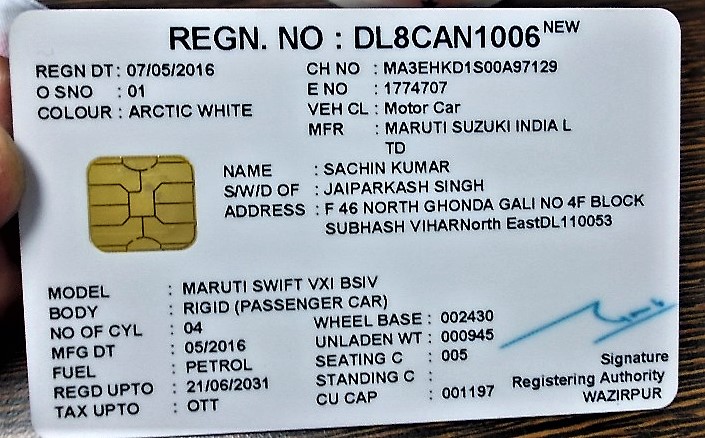 REGN. NO : DL8CAN1006 NEW
REGN DT : 07/05/2016
O SNO : 01
COLOUR : ARCTIC WHITE
CH NO : MA3EHKD1S00A97129
E NO : 1774707
VEH CL : Motor Car
MFR : MARUTI SUZUKI INDIA L
TD
NAME : SACHIN KUMAR
S/W/D OF : JAIPARKASH SINGH
ADDRESS : F 46 NORTH GHONDA GALI NO 4F BLOCK
SUBHASH VIHARNorth EastDL110053
MODEL : MARUTI SWIFT VXI BSIV
BODY : RIGID (PASSENGER CAR)
NO OF CYL : 04
MFG DT : 05/2016
FUEL : PETROL
REGD UPTO : 21/06/2031
TAX UPTO : OTT
WHEEL BASE : 002430
UNLADEN WT : 000945
SEATING C : 005
STANDING C :
CU CAP : 001197
Signature
Registering Authority
WAZIRPUR